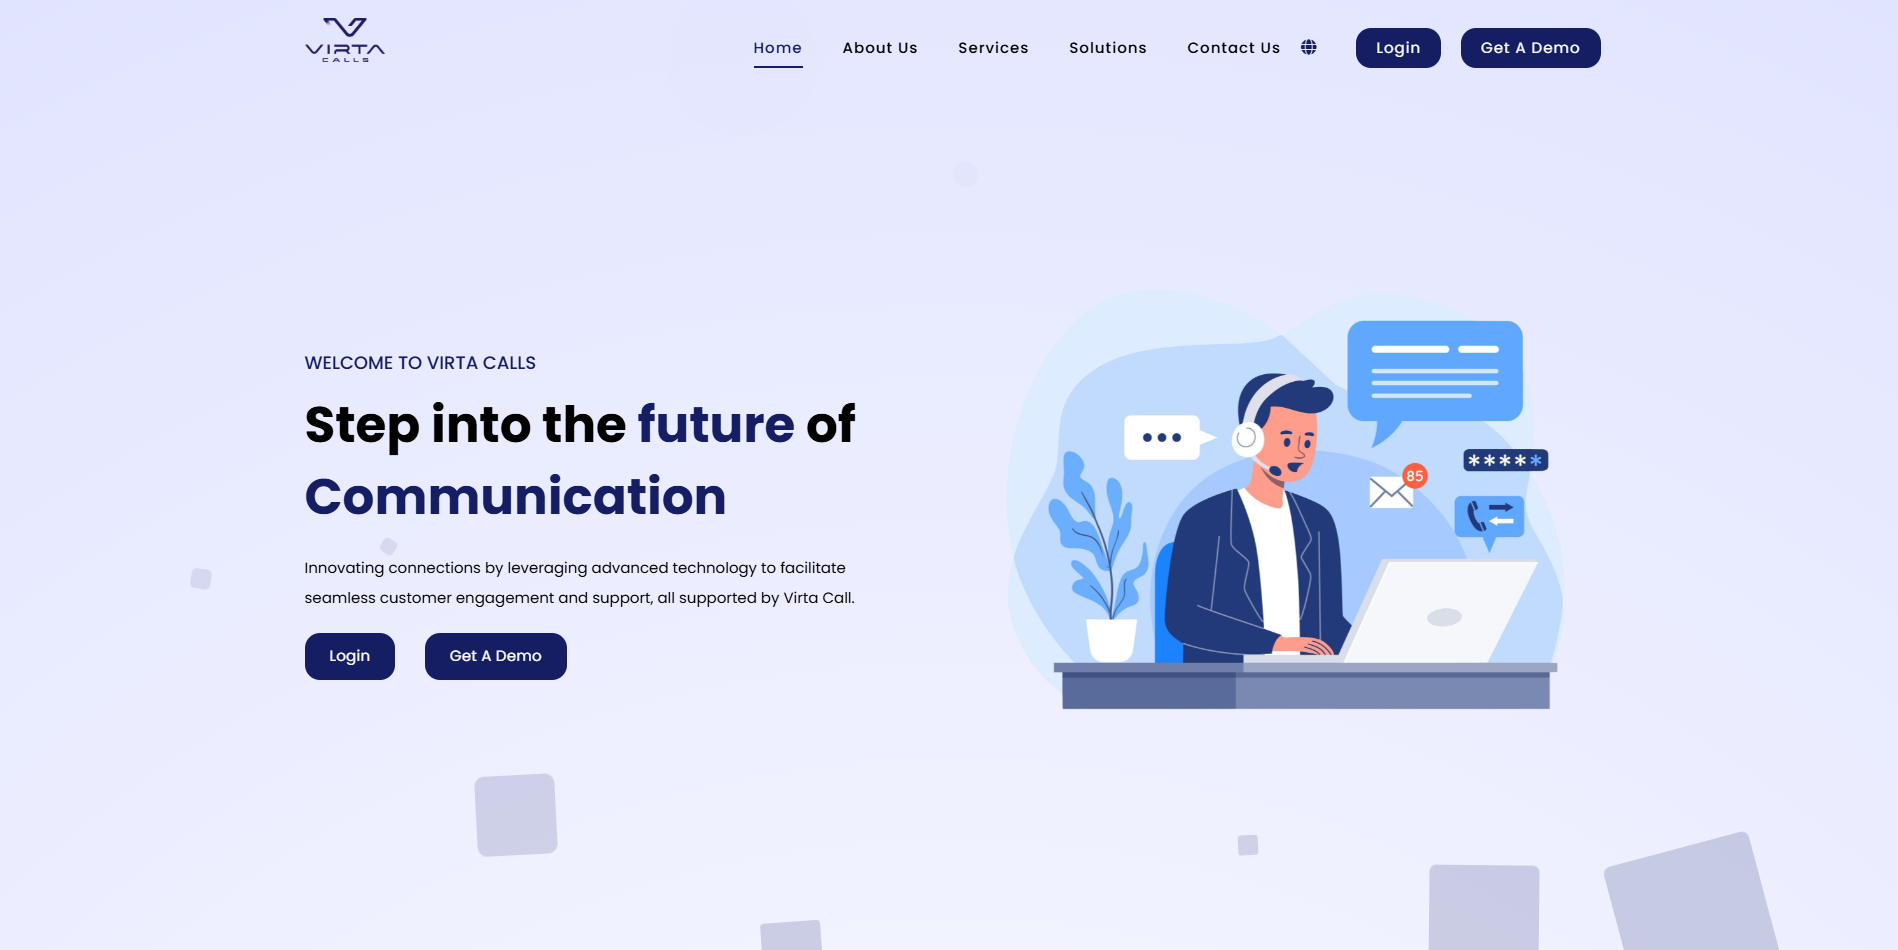 VIRTA
CALLS
Home
About Us
Services
Solutions
Contact Us
Login
Get A Demo
WELCOME TO VIRTA CALLS
Step into the future of
Communication
Innovating connections by leveraging advanced technology to facilitate
seamless customer engagement and support, all supported by Virta Call.
Login
Get A Demo
85
*****